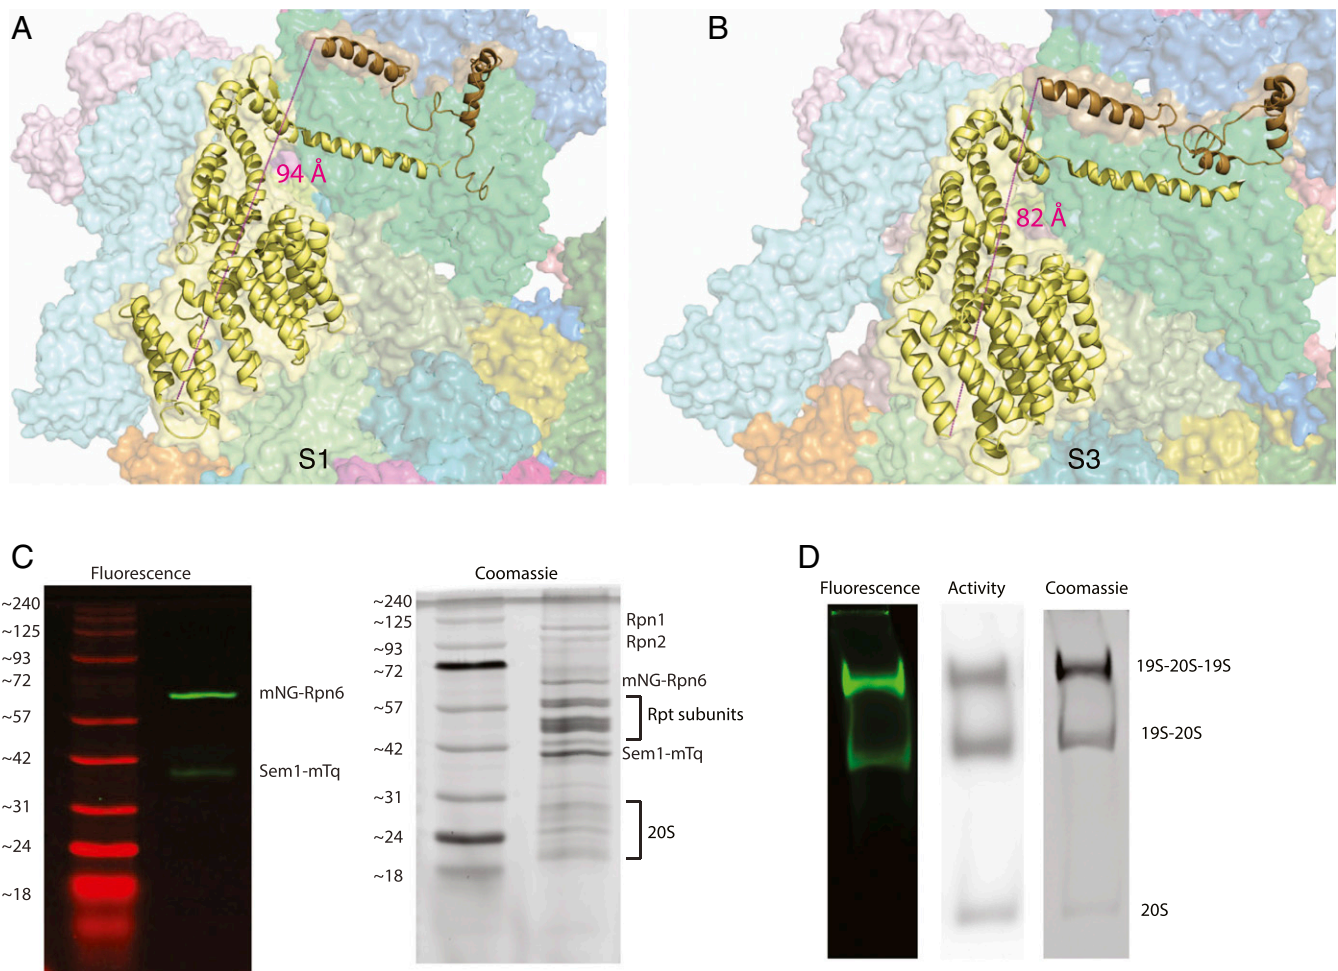 A
B
94 Å
82 Å
S1
S3
C
D
Fluorescence
Coomassie
~240
~125
~93
~72
~57
~42
~31
~24
~18
mNG-Rpn6
Sem1-mTq
~240
~125
~93
~72
~57
~42
~31
~24
~18
Rpn1
Rpn2
mNG-Rpn6
Rpt subunits
Sem1-mTq
20S
Fluorescence
Activity
Coomassie
19S-20S-19S
19S-20S
20S